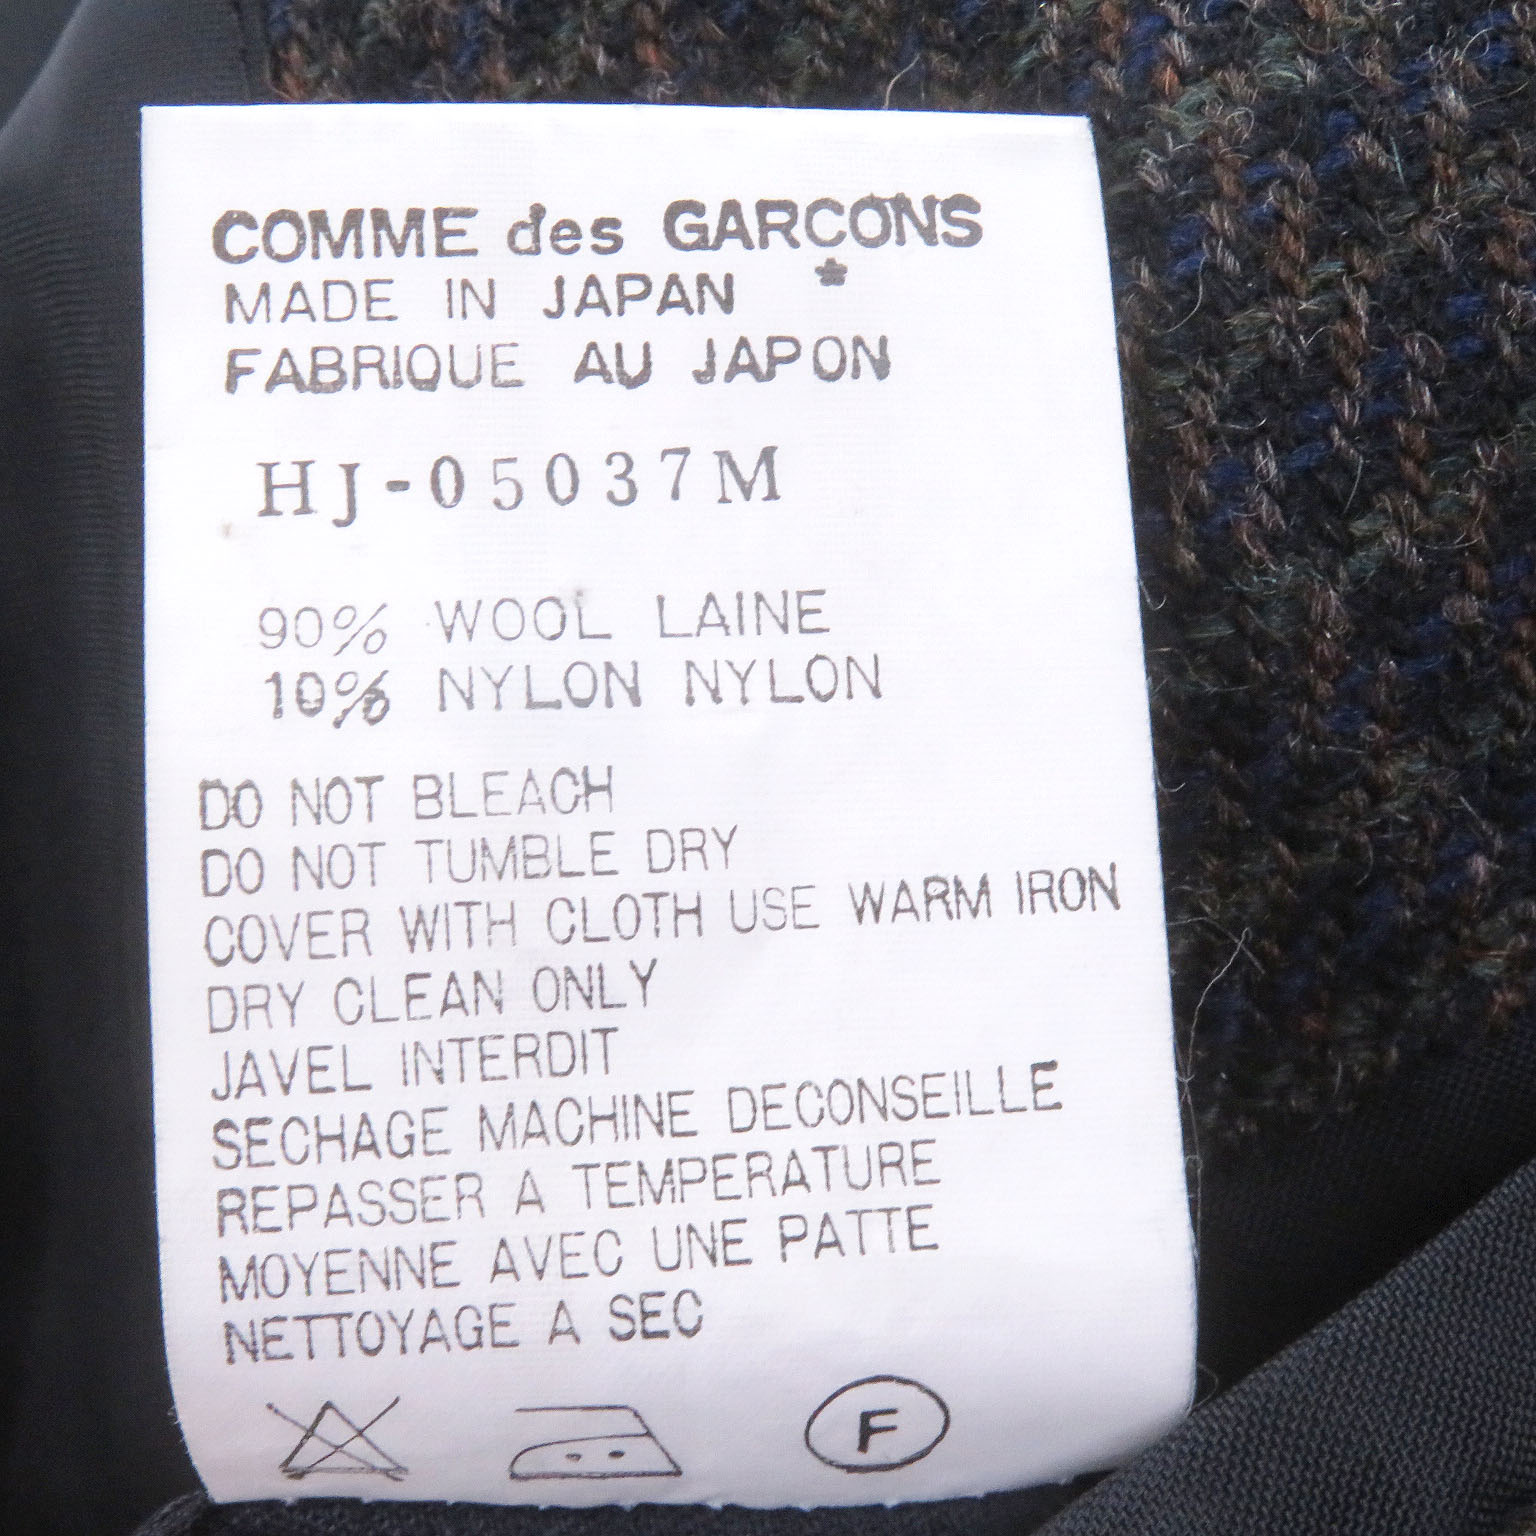 COMME des GARCONS
*
MADE IN JAPAN
FABRIQUE AU JAPON
HJ-05037M
90% WOOL LAINE
10% NYLON NYLON
DO NOT BLEACH
DO NOT TUMBLE DRY
COVER WITH CLOTH USE WARM IRON
DRY CLEAN ONLY
JAVEL INTERDIT
SECHAGE MACHINE DECONSEILLE
REPASSER A TEMPERATURE
MOYENNE AVEC UNE PATTE
NETTOYAGE A SEC
F